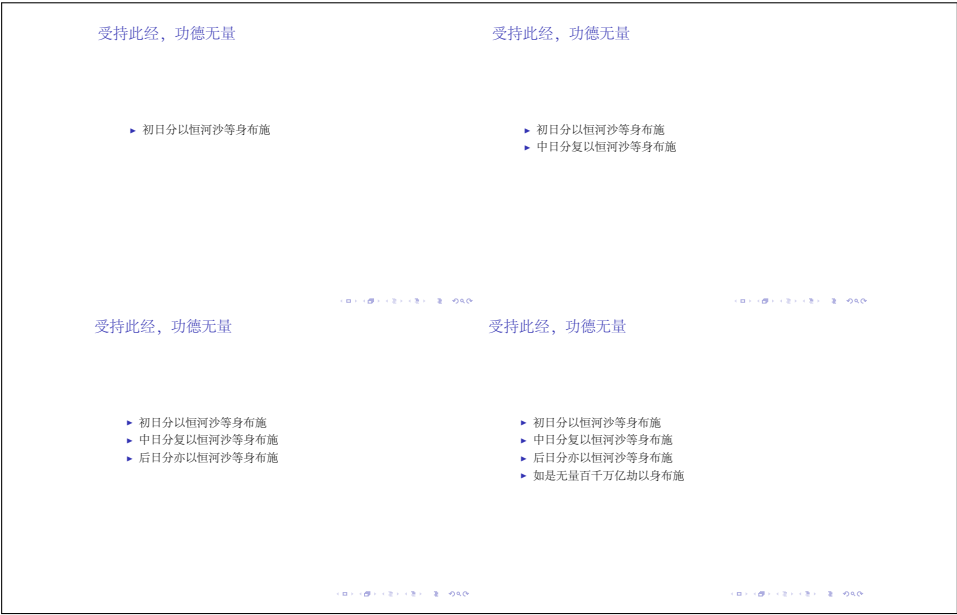 受持此经，功德无量
初日分以恒河沙等身布施
受持此经，功德无量
初日分以恒河沙等身布施
中日分复以恒河沙等身布施
受持此经，功德无量
初日分以恒河沙等身布施
中日分复以恒河沙等身布施
后日分亦以恒河沙等身布施
受持此经，功德无量
初日分以恒河沙等身布施
中日分复以恒河沙等身布施
后日分亦以恒河沙等身布施
如是无量百千万亿劫以身布施